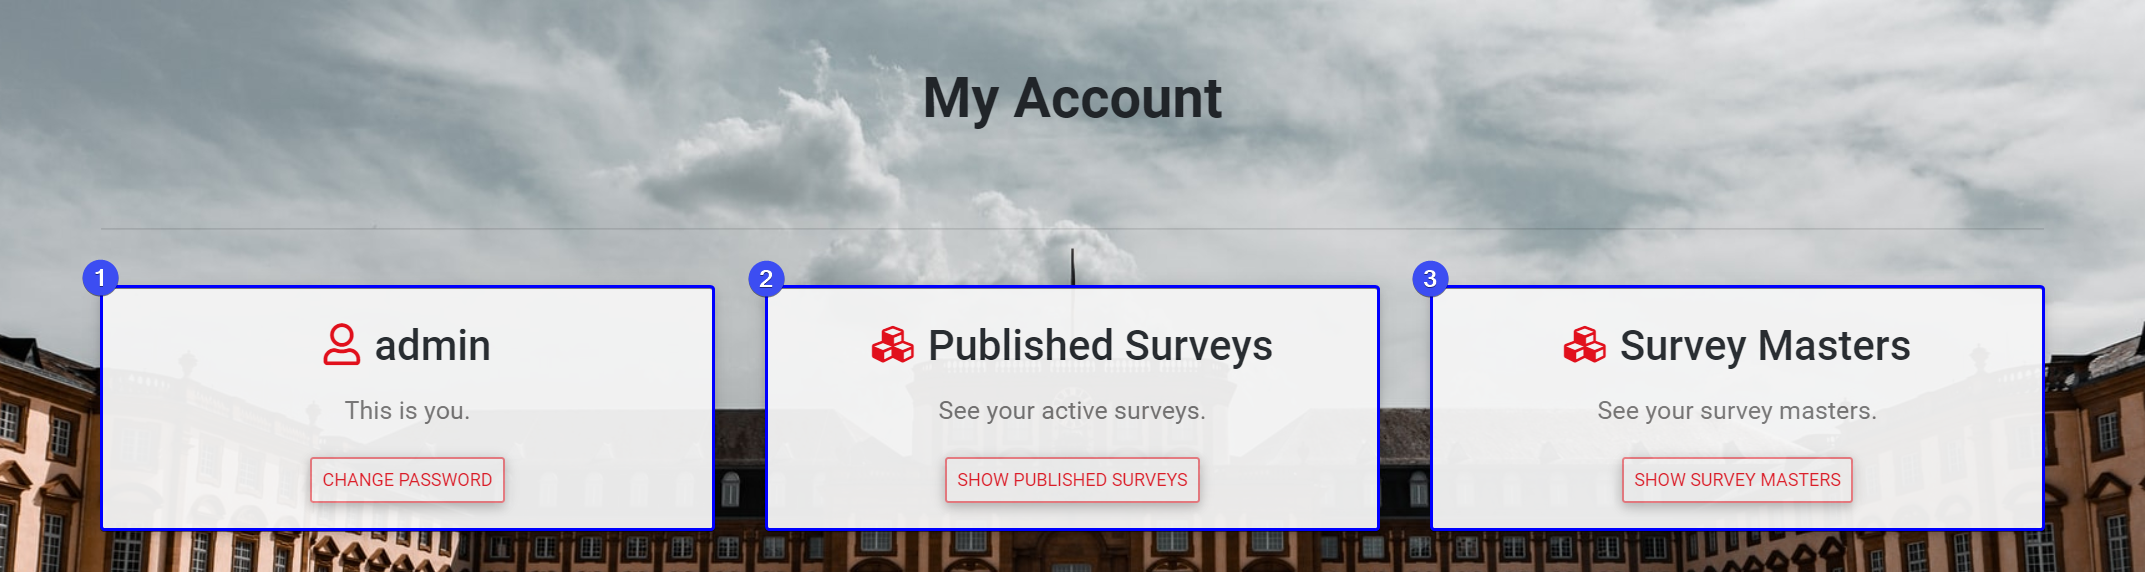 My Account
1
admin
This is you.
CHANGE PASSWORD
2
Published Surveys
See your active surveys.
SHOW PUBLISHED SURVEYS
3
Survey Masters
See your survey masters.
SHOW SURVEY MASTERS